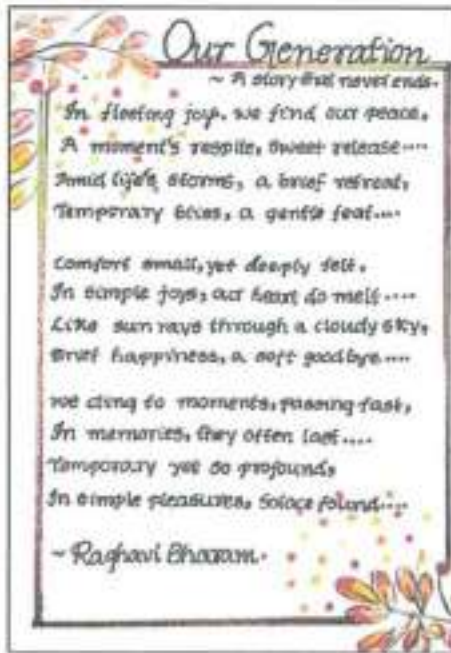 Our Generation
~ A story that never ends.
In fleeting joys, we find our peace,
A moment's respite, sweet release....
Amid life's storms, a brief retreat,
Temporary bliss, a gentle feat....
Comfort small, yet deeply felt,
In simple joys, our heart do melt....
Like sun rays through a cloudy sky,
Brief happiness, a soft goodbye....
We cling to moments, passing fast,
In memories, they often last....
Temporary yet so profound,
In simple pleasures, solace found....
~ Raghavi Bharam.